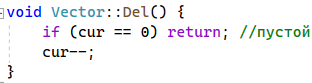 void Vector::Del() {
if (cur == 0) return; //пустой
cur--;
}